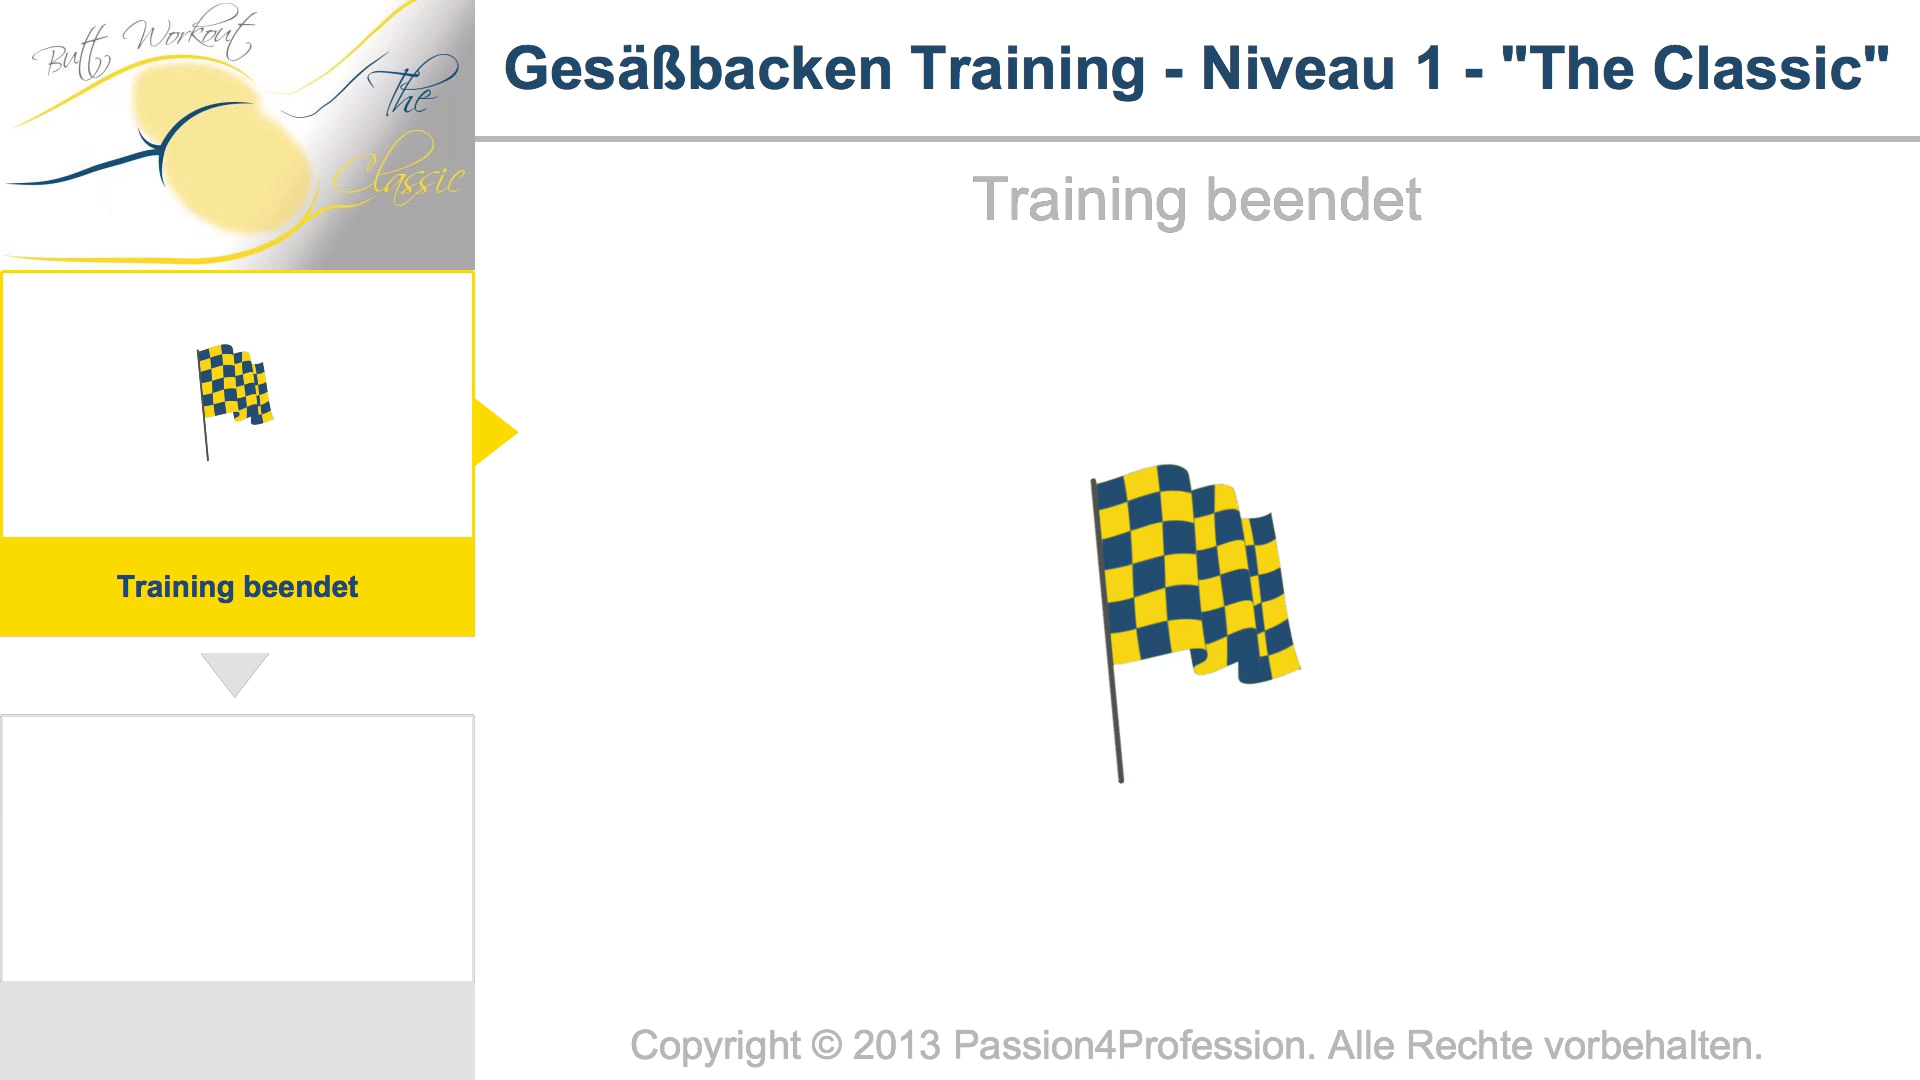 Butt Workout
The
Classic
Gesäßbacken Training - Niveau 1 - "The Classic"
Training beendet
Training beendet
Copyright © 2013 Passion4Profession. Alle Rechte vorbehalten.